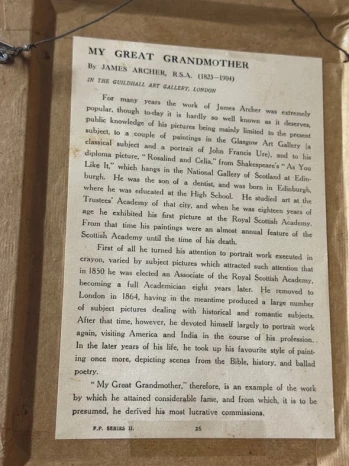 MY GREAT GRANDMOTHER
By JAMES ARCHER, R.S.A. (1823—1904)
IN THE GUILDHALL ART GALLERY, LONDON
For many years the work of James Archer was extremely
popular, though to-day it is hardly so well known as it deserves,
public knowledge of his pictures being mainly limited to the present
subject, to a couple of paintings in the Glasgow Art Gallery (a
classical subject and a portrait of John Francis Ure), and to his
diploma picture, "Rosalind and Celia," from Shakespeare's "As You
Like It," which hangs in the National Gallery of Scotland at Edin-
burgh. He was the son of a dentist, and was born in Edinburgh,
where he was educated at the High School. He studied art at the
Trustees' Academy of that city, and when he was eighteen years of
age he exhibited his first picture at the Royal Scottish Academy.
From that time his paintings were an almost annual feature of the
Scottish Academy until the time of his death.
First of all he turned his attention to portrait work executed in
crayon, varied by subject pictures which attracted such attention that
in 1850 he was elected an Associate of the Royal Scottish Academy,
becoming a full Academician eight years later. He removed to
London in 1864, having in the meantime produced a large number
of subject pictures dealing with historical and romantic subjects.
After that time, however, he devoted himself largely to portrait work
again, visiting America and India in the course of his profession.
In the later years of his life, he took up his favourite style of paint-
ing once more, depicting scenes from the Bible, history, and ballad
poetry.
"My Great Grandmother," therefore, is an example of the work
by which he attained considerable fame, and from which, it is to be
presumed, he derived his most lucrative commissions.
P.P. SERIES II. 25